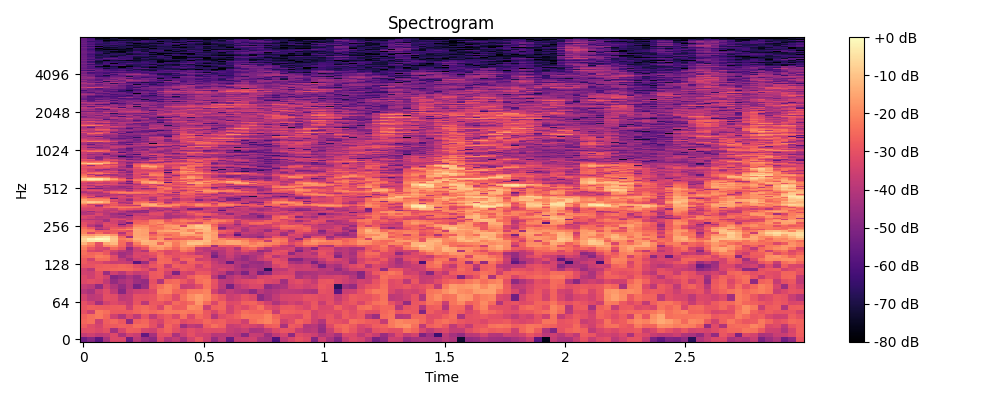 Spectrogram
Hz
4096
2048
1024
512
256
128
64
0
0
0.5
1
1.5
2
2.5
Time
+0 dB
-10 dB
-20 dB
-30 dB
-40 dB
-50 dB
-60 dB
-70 dB
-80 dB